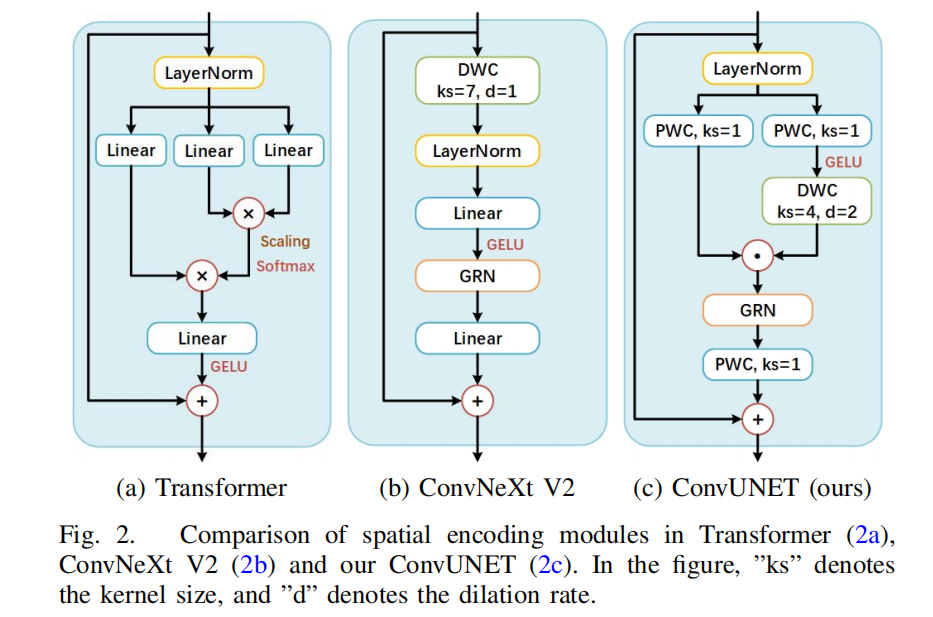 LayerNorm
Linear
Linear
Linear
×
Scaling
Softmax
×
Linear
GELU
+
(a) Transformer
DWC
ks=7, d=1
LayerNorm
Linear
GELU
GRN
Linear
+
(b) ConvNeXt V2
LayerNorm
PWC, ks=1
PWC, ks=1
GELU
DWC
ks=4, d=2
·
GRN
PWC, ks=1
+
(c) ConvUNET (ours)
Fig. 2. Comparison of spatial encoding modules in Transformer (2a),
ConvNeXt V2 (2b) and our ConvUNET (2c). In the figure, ”ks” denotes
the kernel size, and ”d” denotes the dilation rate.